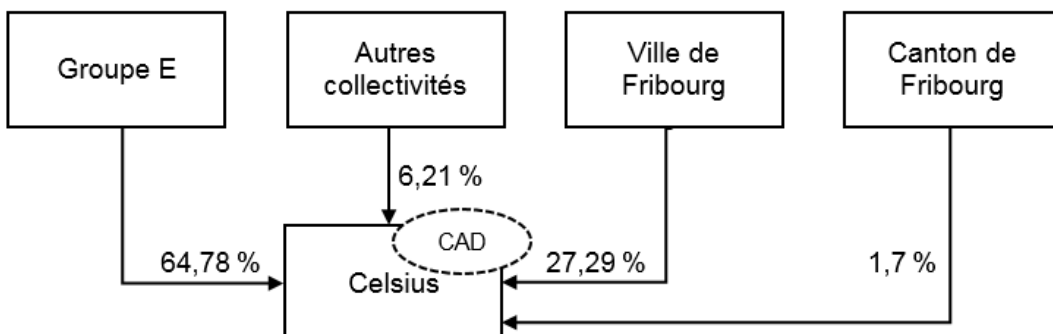 Groupe E
Autres
collectivités
Ville de
Fribourg
Canton de
Fribourg
6,21 %
CAD
64,78 %
Celsius
27,29 %
1,7 %